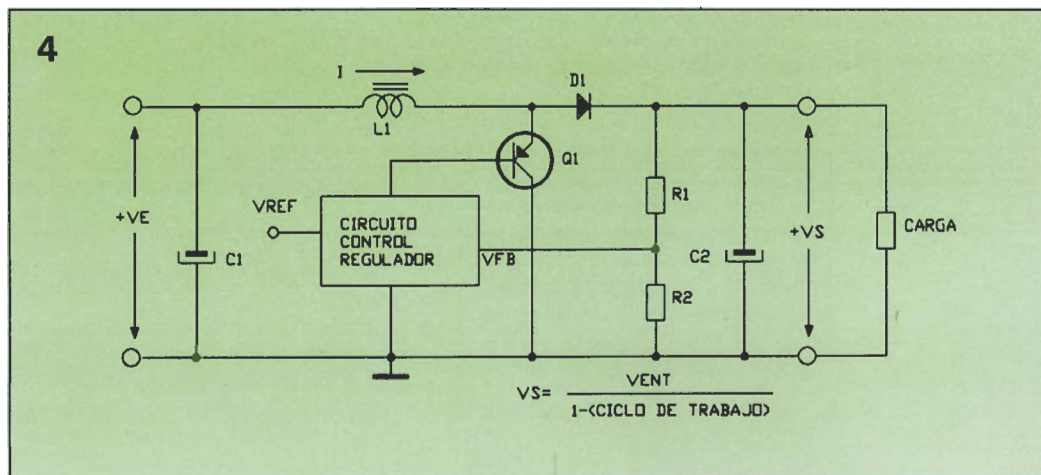 4
I
D1
L1
Q1
+VE
VREF
CIRCUITO
CONTROL
REGULADOR
VFB
C1
R1
R2
C2
+VS
CARGA
VS= VENT
1-(CICLO DE TRABAJO)